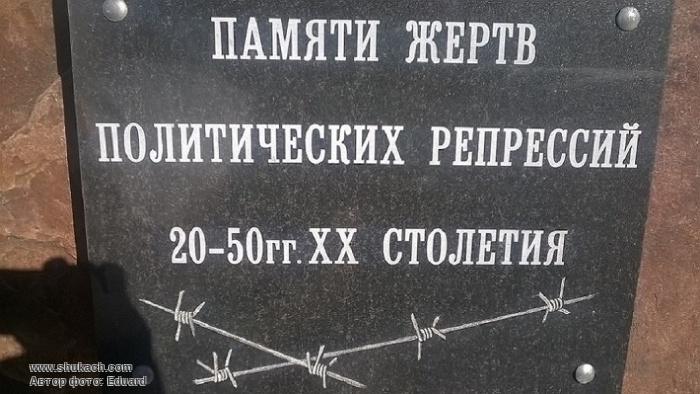 ПАМЯТИ ЖЕРТВ
ПОЛИТИЧЕСКИХ РЕПРЕССИЙ
20-50гг. XX СТОЛЕТИЯ
www.shukach.com
Автор фото: Eduard